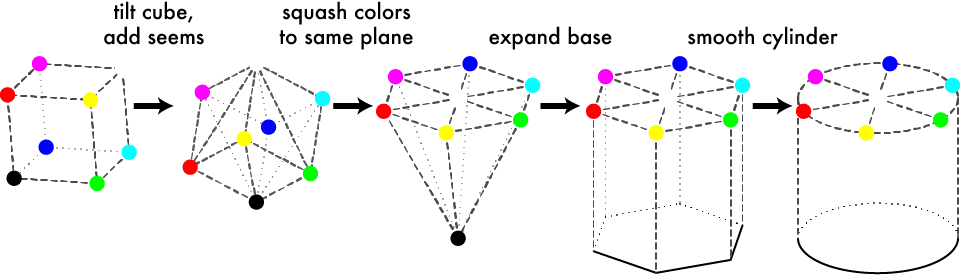 tilt cube,
add seems
squash colors
to same plane
expand base
smooth cylinder